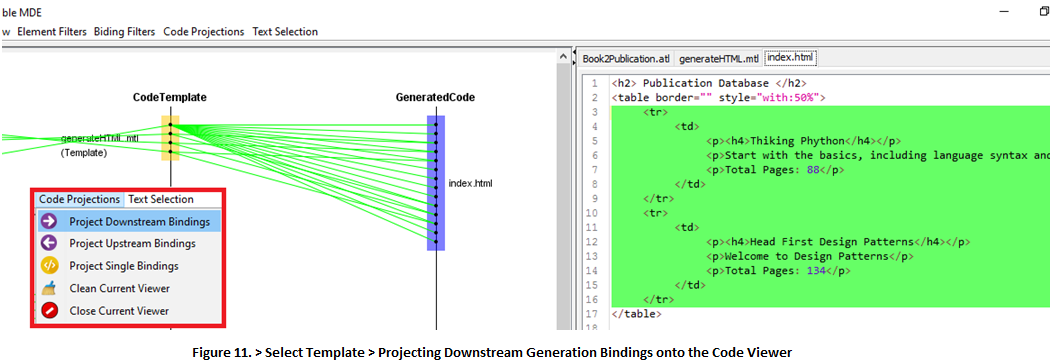 ble MDE
w Element Filters Biding Filters Code Projections Text Selection
CodeTemplate
GeneratedCode
generateHTML.mtl
(Template)
index.html
Code Projections Text Selection
Project Downstream Bindings
Project Upstream Bindings
Project Single Bindings
Clean Current Viewer
Close Current Viewer
Book2Publication.atl generateHTML.mtl index.html
1 <h2> Publication Database </h2>
2 <table border="" style="with:50%">
3 <tr>
4 <td>
5 <p><h4>Thiking Phython</h4></p>
6 <p>Start with the basics, including language syntax and
7 <p>Total Pages: 88</p>
8 </td>
9 </tr>
10 <tr>
11 <td>
12 <p><h4>Head First Design Patterns</h4></p>
13 <p>Welcome to Design Patterns</p>
14 <p>Total Pages: 134</p>
15 </td>
16 </tr>
17 </table>
18
Figure 11. > Select Template > Projecting Downstream Generation Bindings onto the Code Viewer